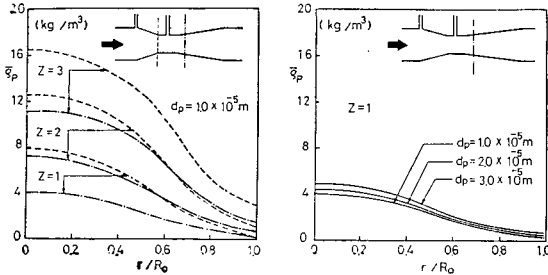 (kg/m³)
20
16
12
8
4
0
ρ̄p
Z=3
Z=2
Z=1
dp=1.0×10⁻⁵m
0 0.2 0.4 0.6 0.8 1.0
r/R₀
(kg/m³)
20
16
12
8
4
0
ρ̄p
Z=1
dp=1.0×10⁻⁵m
dp=2.0×10⁻⁵m
dp=3.0×10⁻⁵m
0 0.2 0.4 0.6 0.8 1.0
r/R₀